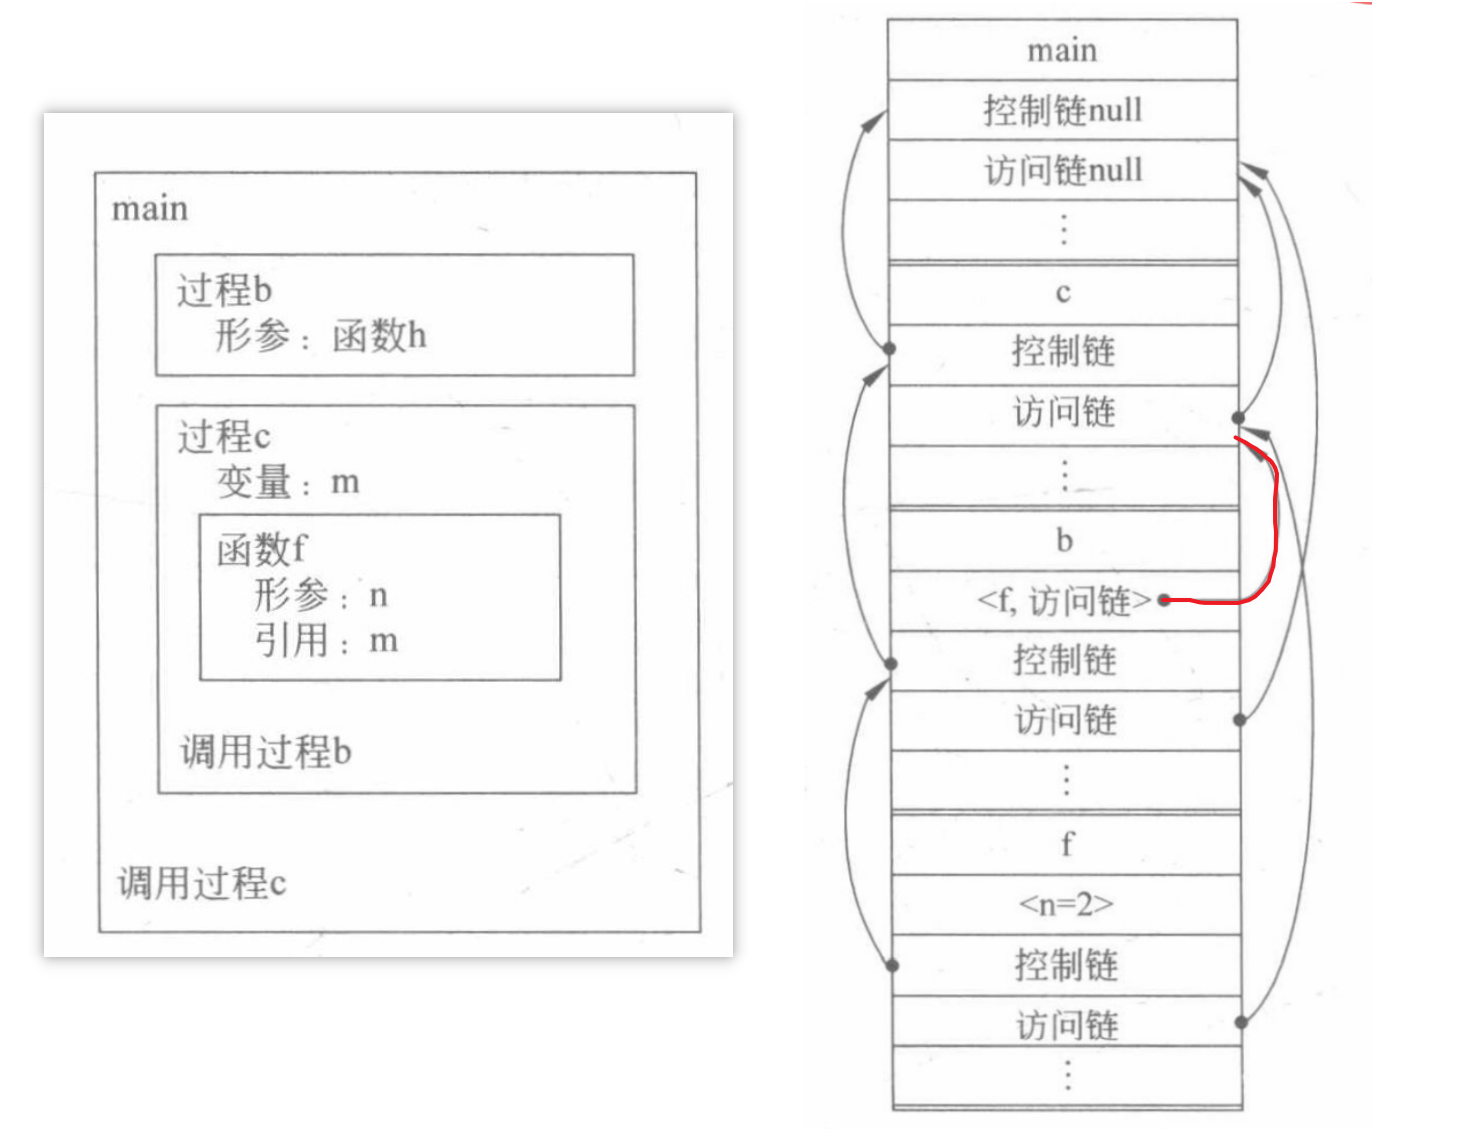 main
过程b
形参：函数h
过程c
变量：m
函数f
形参：n
引用：m
调用过程b
调用过程c
main
控制链null
访问链null
⋮
c
控制链
访问链
⋮
b
<f, 访问链>
控制链
访问链
⋮
f
<n=2>
控制链
访问链
⋮